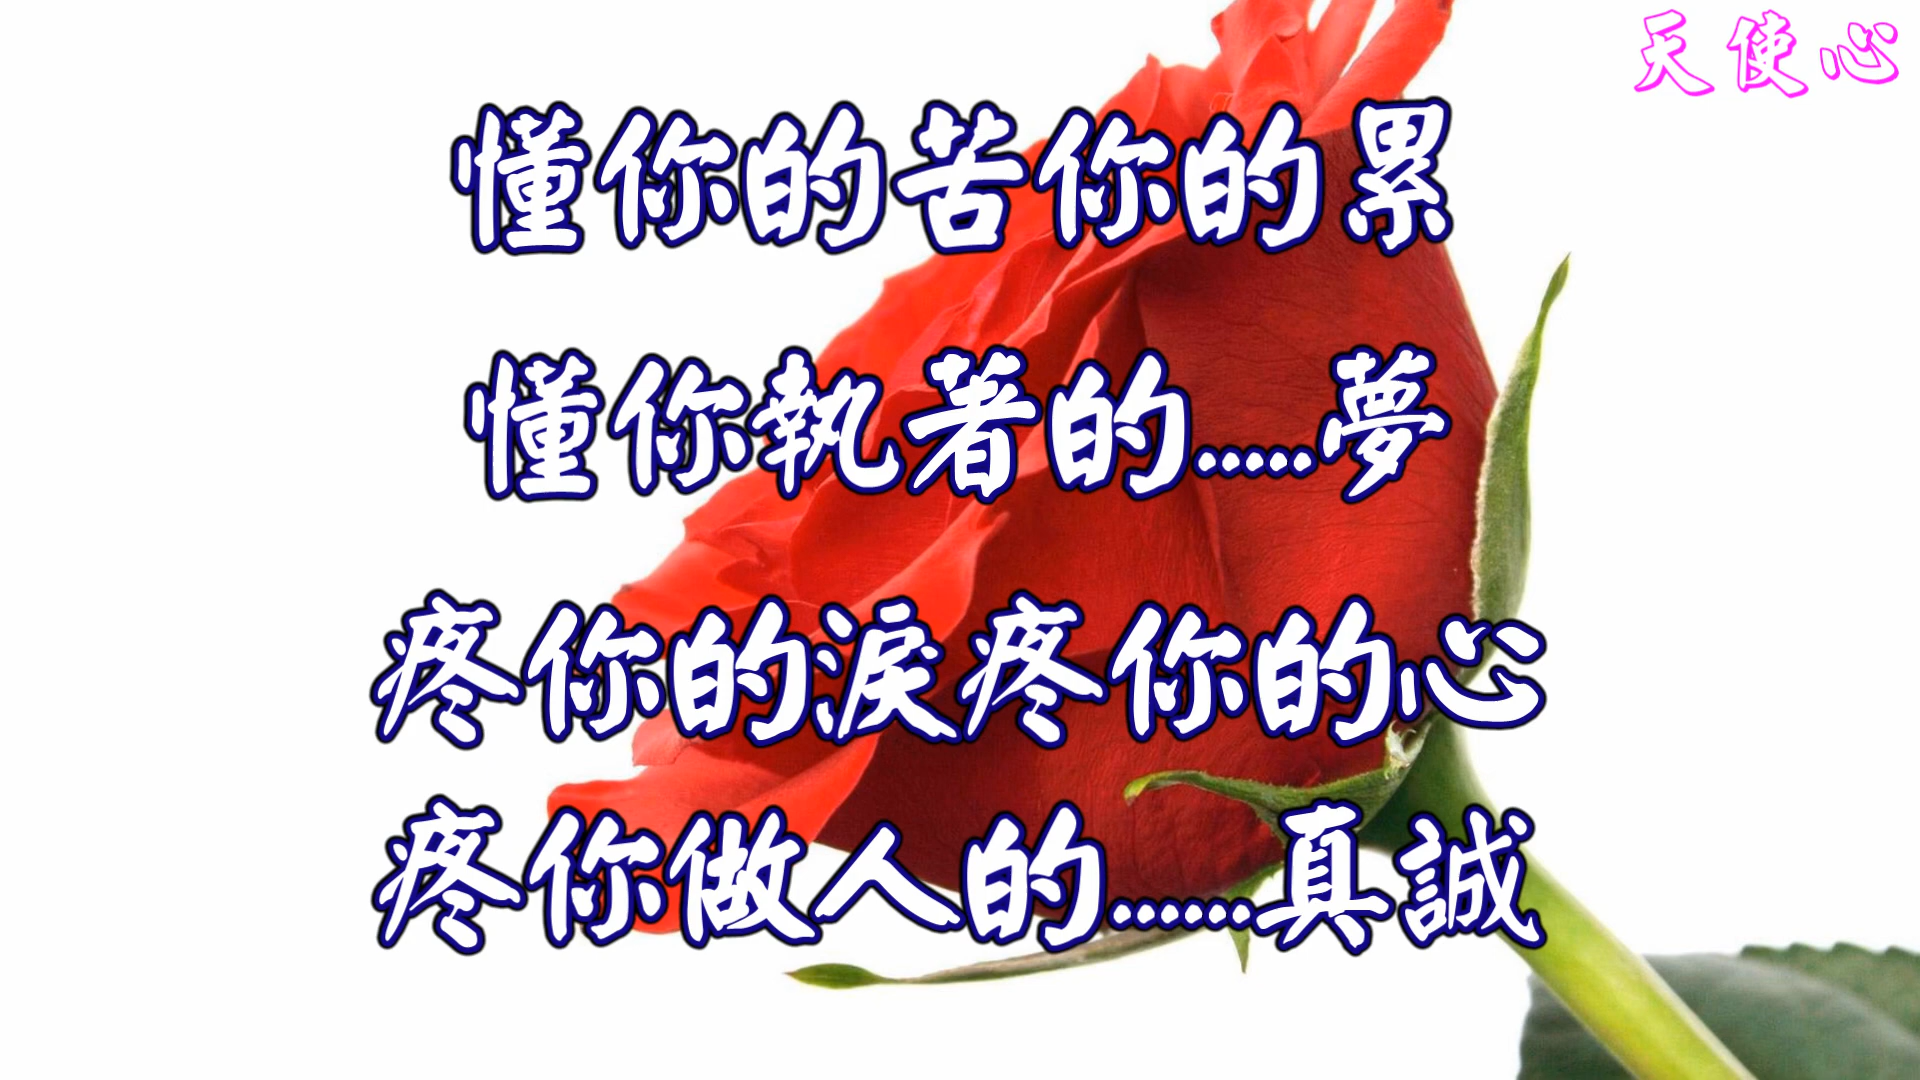 天使心
懂你的苦你的累
懂你執著的.....夢
疼你的淚疼你的心
疼你做人的......真誠